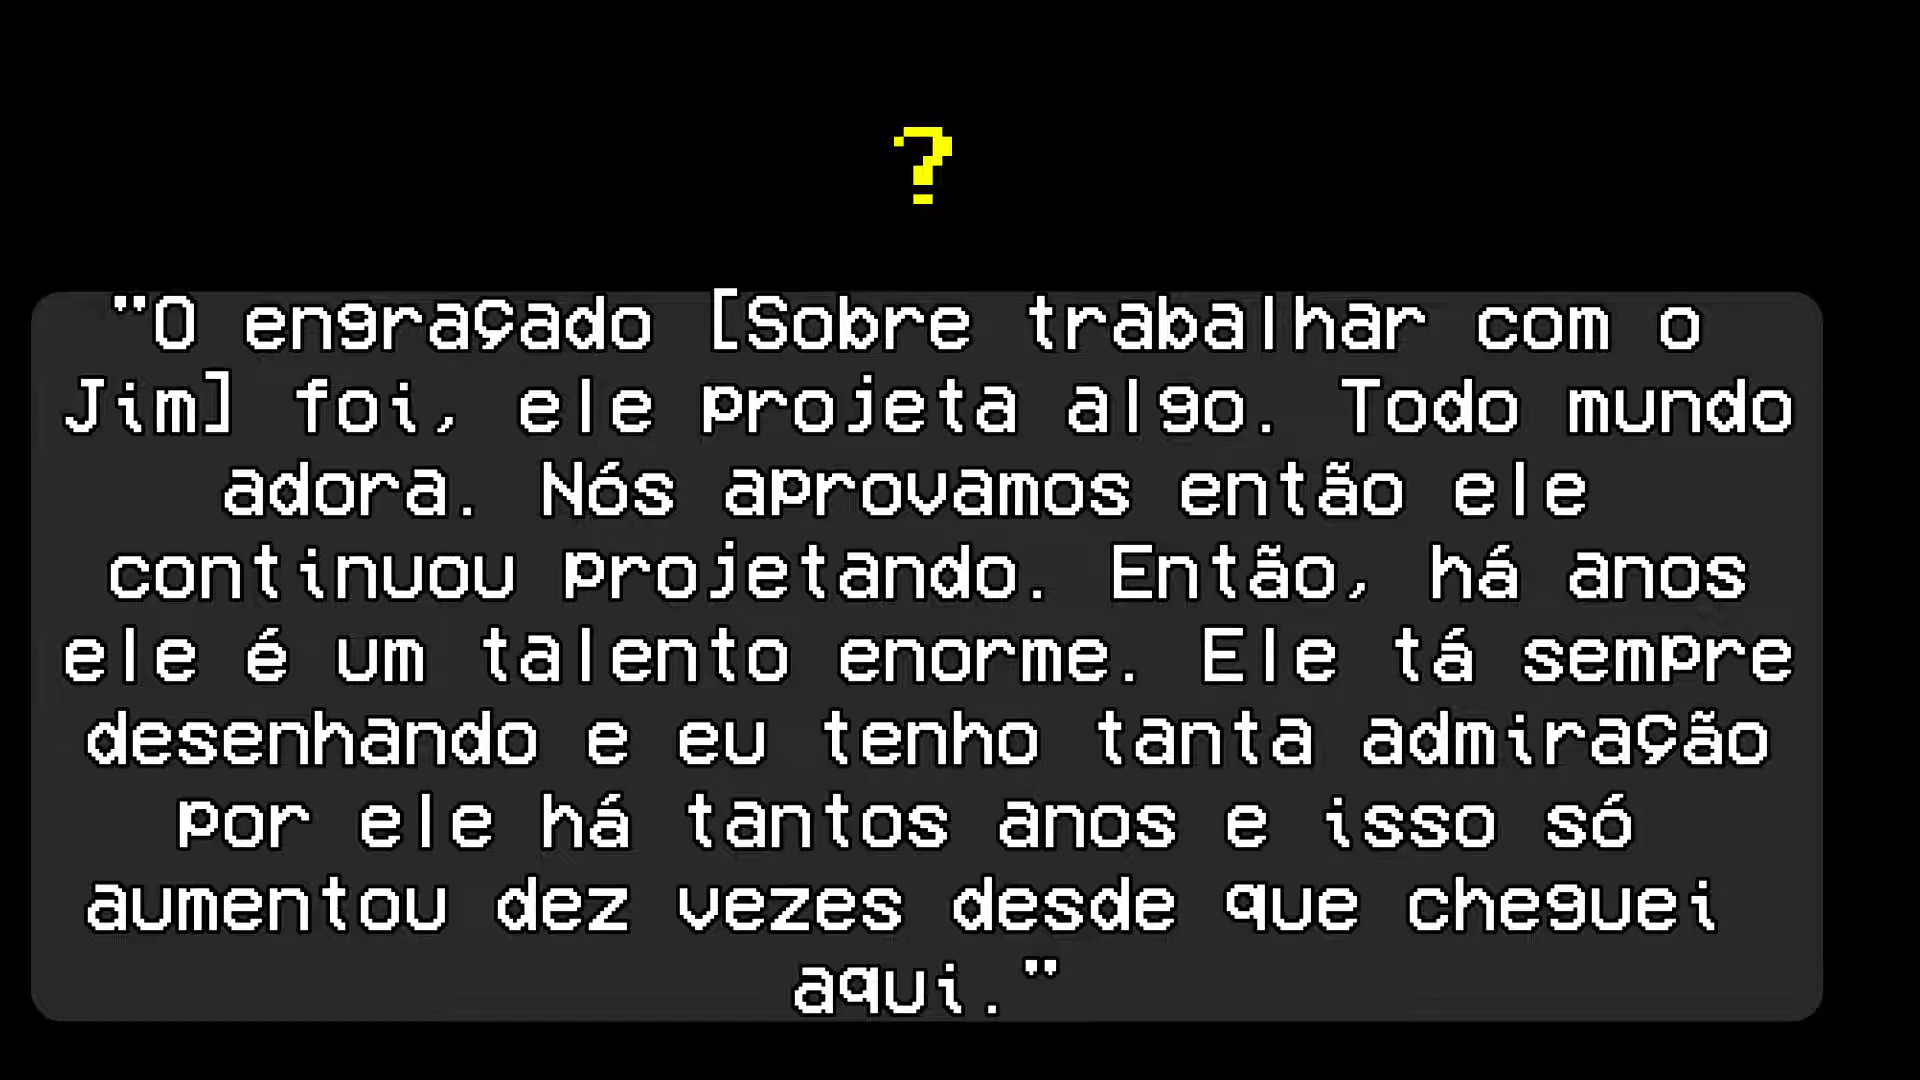 ?
"O engraçado [Sobre trabalhar com o
Jim] foi, ele projeta algo. Todo mundo
adora. Nós aprovamos então ele
continuou projetando. Então, há anos
ele é um talento enorme. Ele tá sempre
desenhando e eu tenho tanta admiração
por ele há tantos anos e isso só
aumentou dez vezes desde que cheguei
aqui."